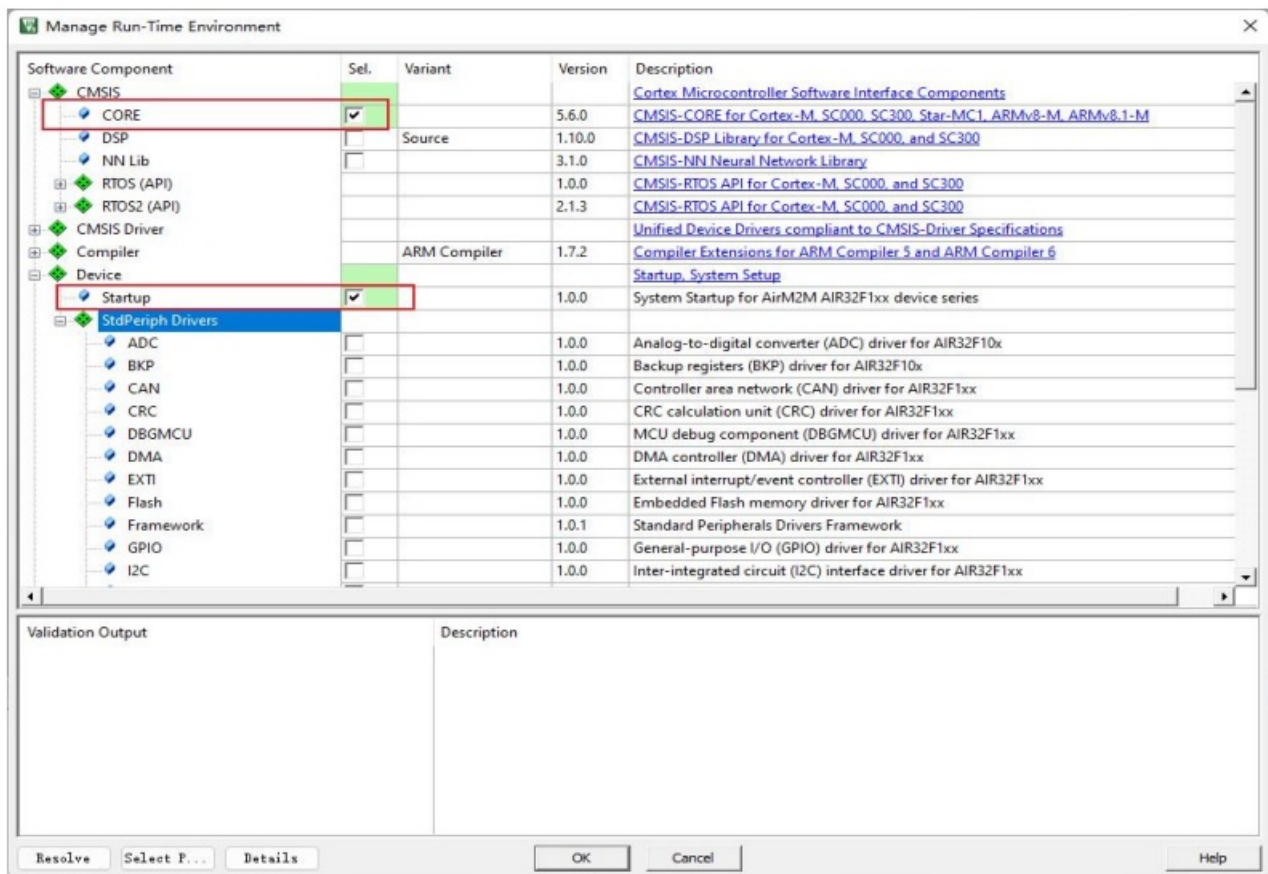 Manage Run-Time Environment
Software Component Sel. Variant Version Description
CMSIS Cortex Microcontroller Software Interface Components
CORE 5.6.0 CMSIS-CORE for Cortex-M, SC000, SC300, Star-MC1, ARMv8-M, ARMv8.1-M
DSP Source 1.10.0 CMSIS-DSP Library for Cortex-M, SC000, and SC300
NN Lib 3.1.0 CMSIS-NN Neural Network Library
RTOS (API) 1.0.0 CMSIS-RTOS API for Cortex-M, SC000, and SC300
RTOS2 (API) 2.1.3 CMSIS-RTOS API for Cortex-M, SC000, and SC300
CMSIS Driver Unified Device Drivers compliant to CMSIS-Driver Specifications
Compiler ARM Compiler 1.7.2 Compiler Extensions for ARM Compiler 5 and ARM Compiler 6
Device Startup, System Setup
Startup 1.0.0 System Startup for AirM2M AIR32F1xx device series
StdPeriph Drivers
ADC 1.0.0 Analog-to-digital converter (ADC) driver for AIR32F10x
BKP 1.0.0 Backup registers (BKP) driver for AIR32F10x
CAN 1.0.0 Controller area network (CAN) driver for AIR32F1xx
CRC 1.0.0 CRC calculation unit (CRC) driver for AIR32F1xx
DBGMCU 1.0.0 MCU debug component (DBGMCU) driver for AIR32F1xx
DMA 1.0.0 DMA controller (DMA) driver for AIR32F1xx
EXTI 1.0.0 External interrupt/event controller (EXTI) driver for AIR32F1xx
Flash 1.0.0 Embedded Flash memory driver for AIR32F1xx
Framework 1.0.1 Standard Peripherals Drivers Framework
GPIO 1.0.0 General-purpose I/O (GPIO) driver for AIR32F1xx
I2C 1.0.0 Inter-integrated circuit (I2C) interface driver for AIR32F1xx
Validation Output Description
Resolve Select P... Details OK Cancel Help